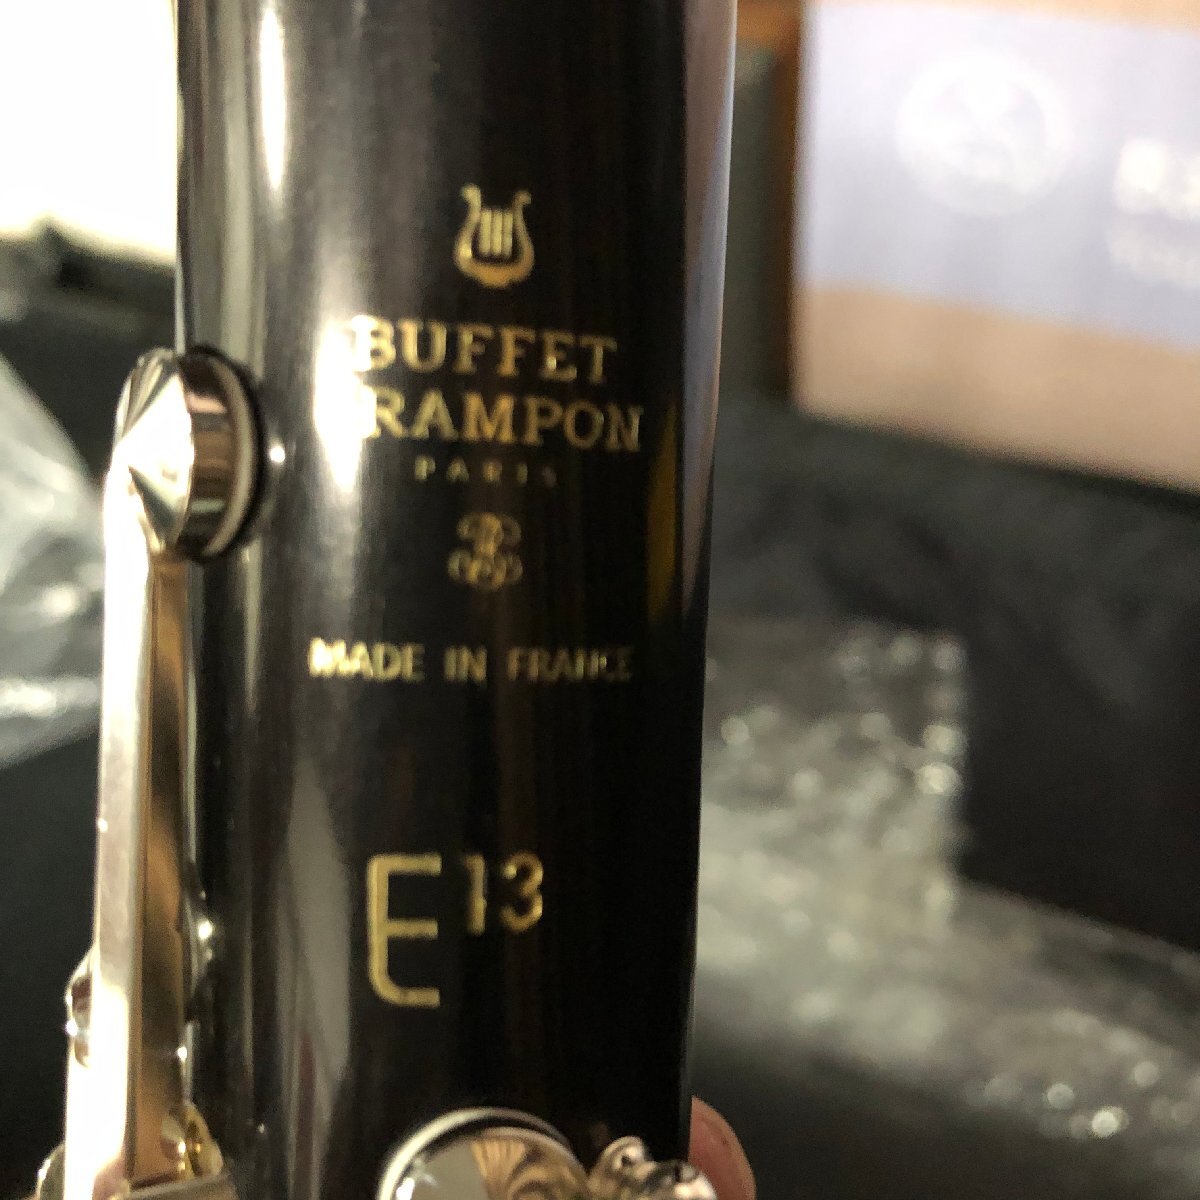 BUFFET
CRAMPON
PARIS
MADE IN FRANCE
E13